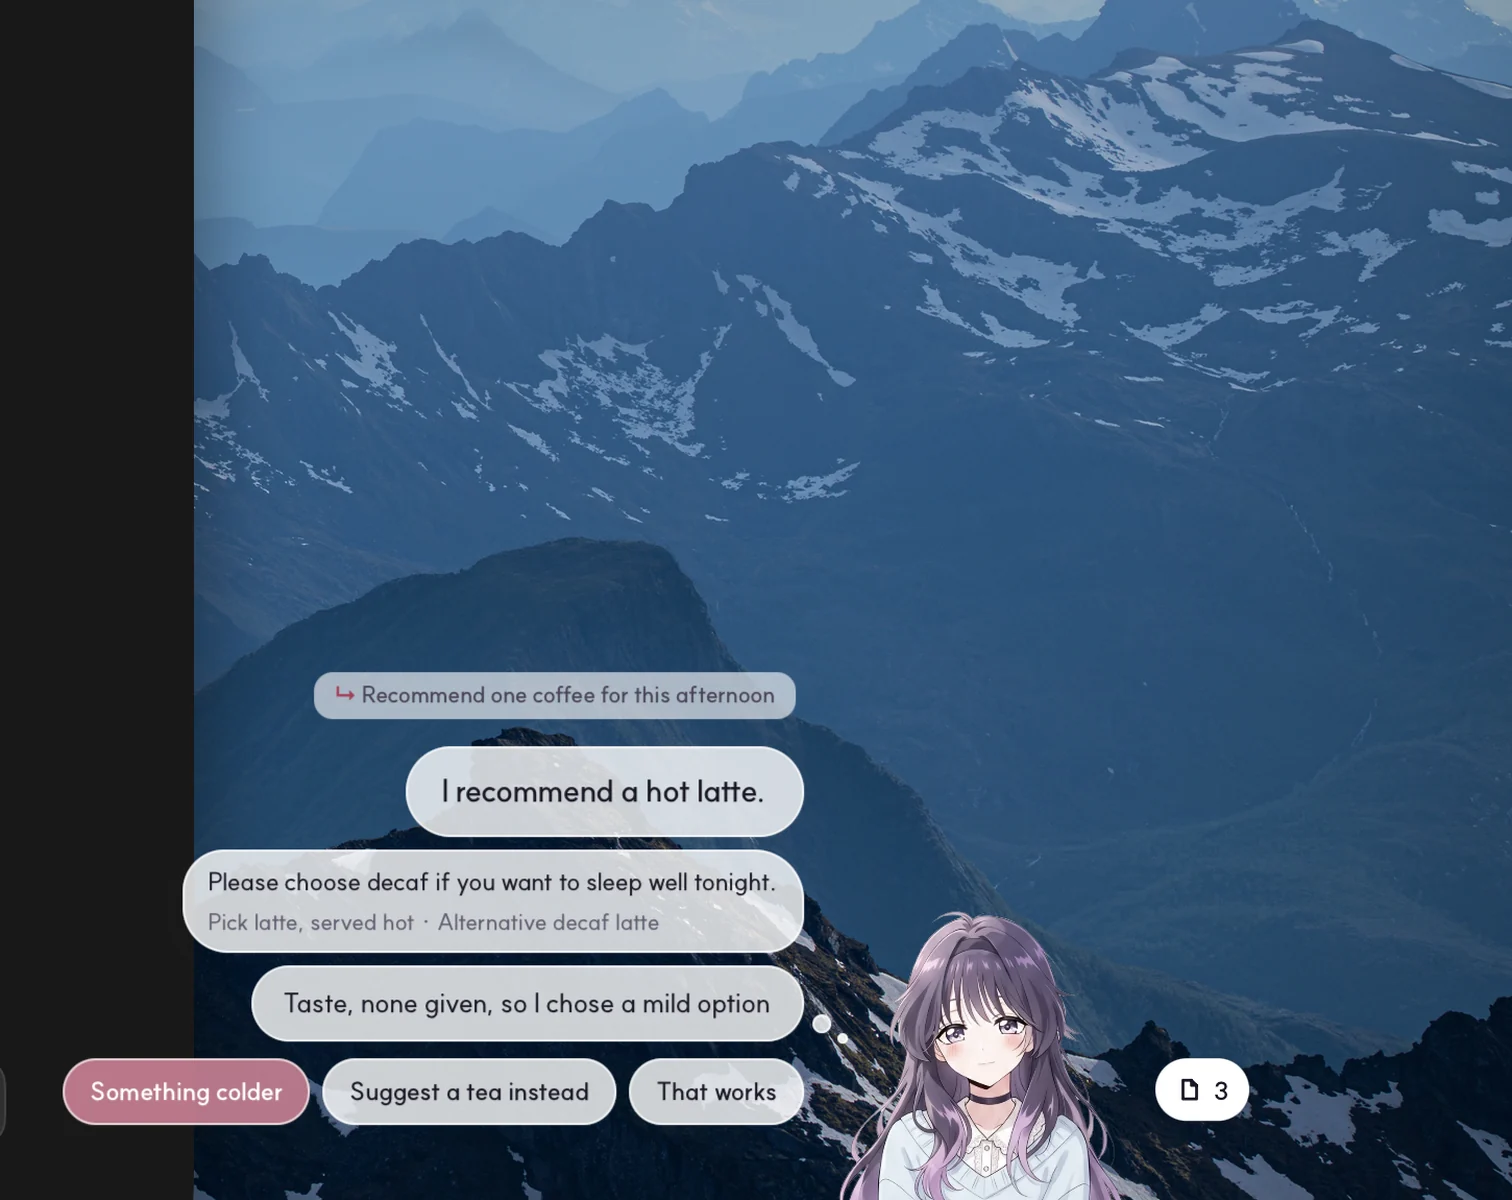 Recommend one coffee for this afternoon
I recommend a hot latte.
Please choose decaf if you want to sleep well tonight.
Pick latte, served hot · Alternative decaf latte
Taste, none given, so I chose a mild option
Something colder
Suggest a tea instead
That works
3